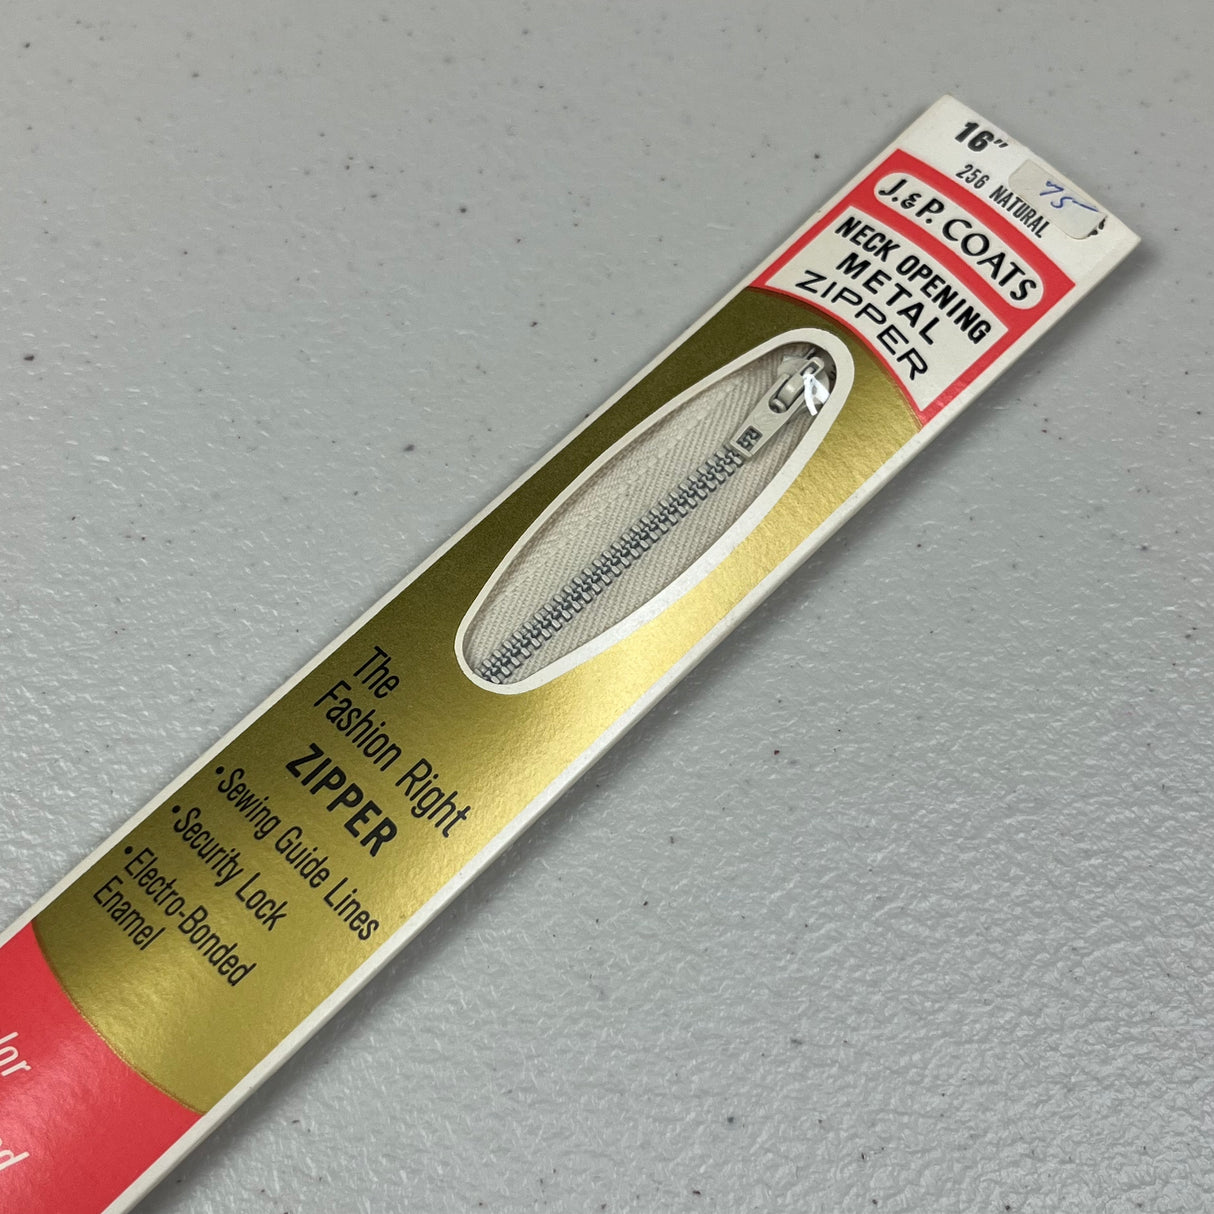 16"
256 NATURAL
75
J. & P. COATS
NECK OPENING
METAL
ZIPPER
The
Fashion Right
ZIPPER
• Sewing Guide Lines
• Security Lock
• Electro-Bonded
Enamel